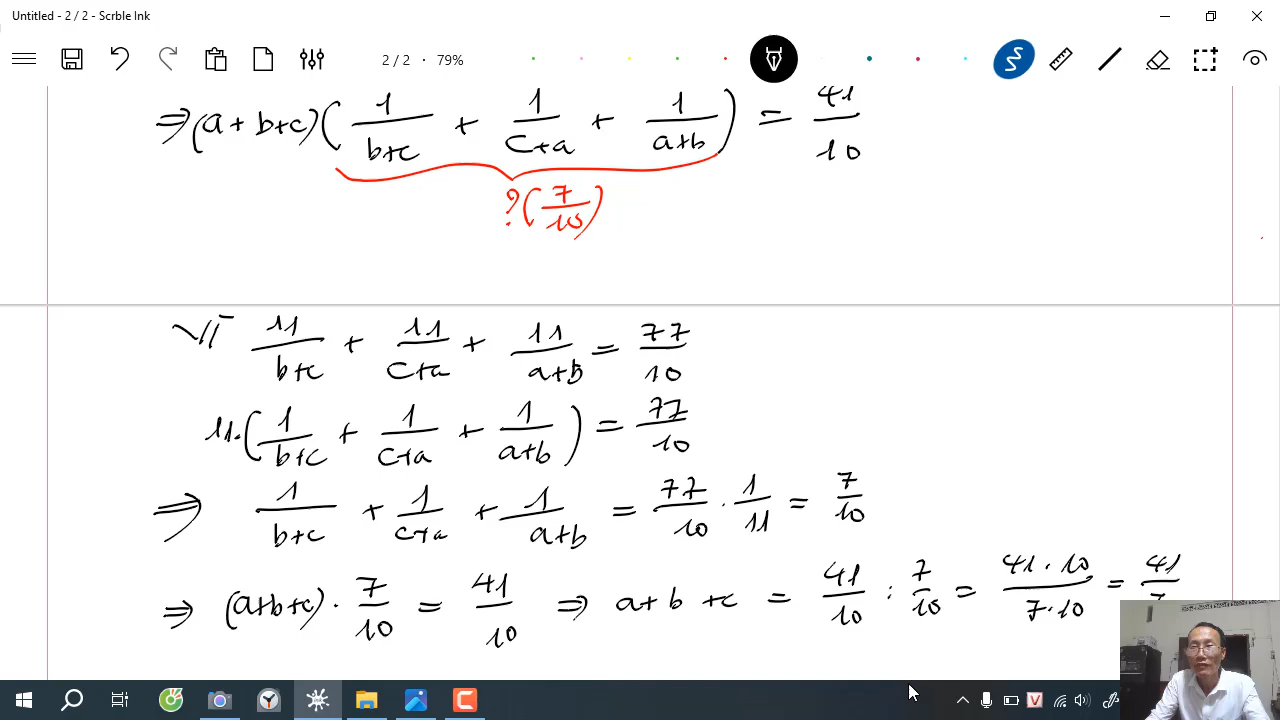 Untitled - 2 / 2 - Scrble Ink
2 / 2 • 79%
⇒ (a + b + c) ( 1/(b+c) + 1/(c+a) + 1/(a+b) ) = 41/10
? ( 7/10 )
Vì 11/(b+c) + 11/(c+a) + 11/(a+b) = 77/10
11. ( 1/(b+c) + 1/(c+a) + 1/(a+b) ) = 77/10
⇒ 1/(b+c) + 1/(c+a) + 1/(a+b) = 77/10 . 1/11 = 7/10
⇒ (a+b+c) . 7/10 = 41/10 ⇒ a + b + c = 41/10 : 7/10 = (41 . 10)/(7 . 10) = 41/7
V